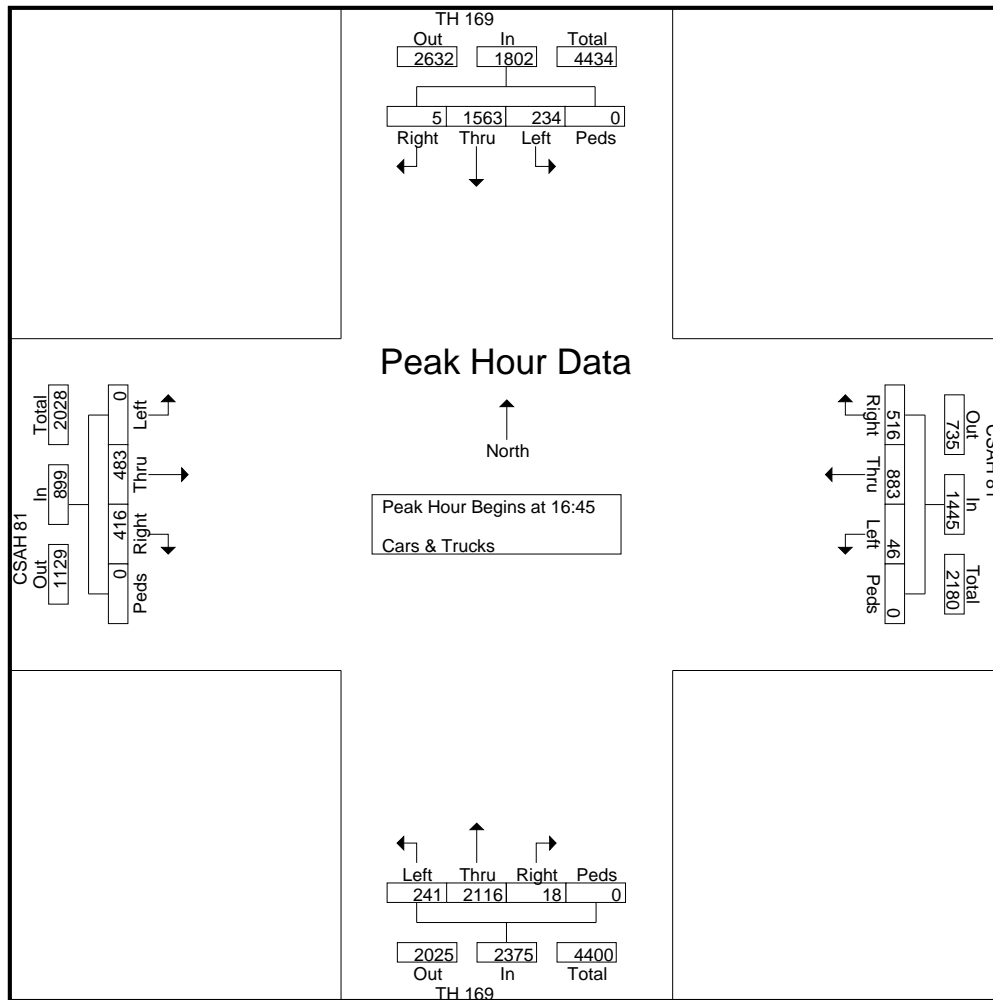 TH 169
Out In Total
2632 1802 4434
5 1563 234 0
Right Thru Left Peds
Peak Hour Data
North
Peak Hour Begins at 16:45
Cars & Trucks
CSAH 81
Out In Total
1129 899 2028
0 416 483 0
Peds Right Thru Left
CSAH 81
Out In Total
735 1445 2180
516 883 46 0
Right Thru Left Peds
Left Thru Right Peds
241 2116 18 0
2025 2375 4400
Out In Total
TH 169